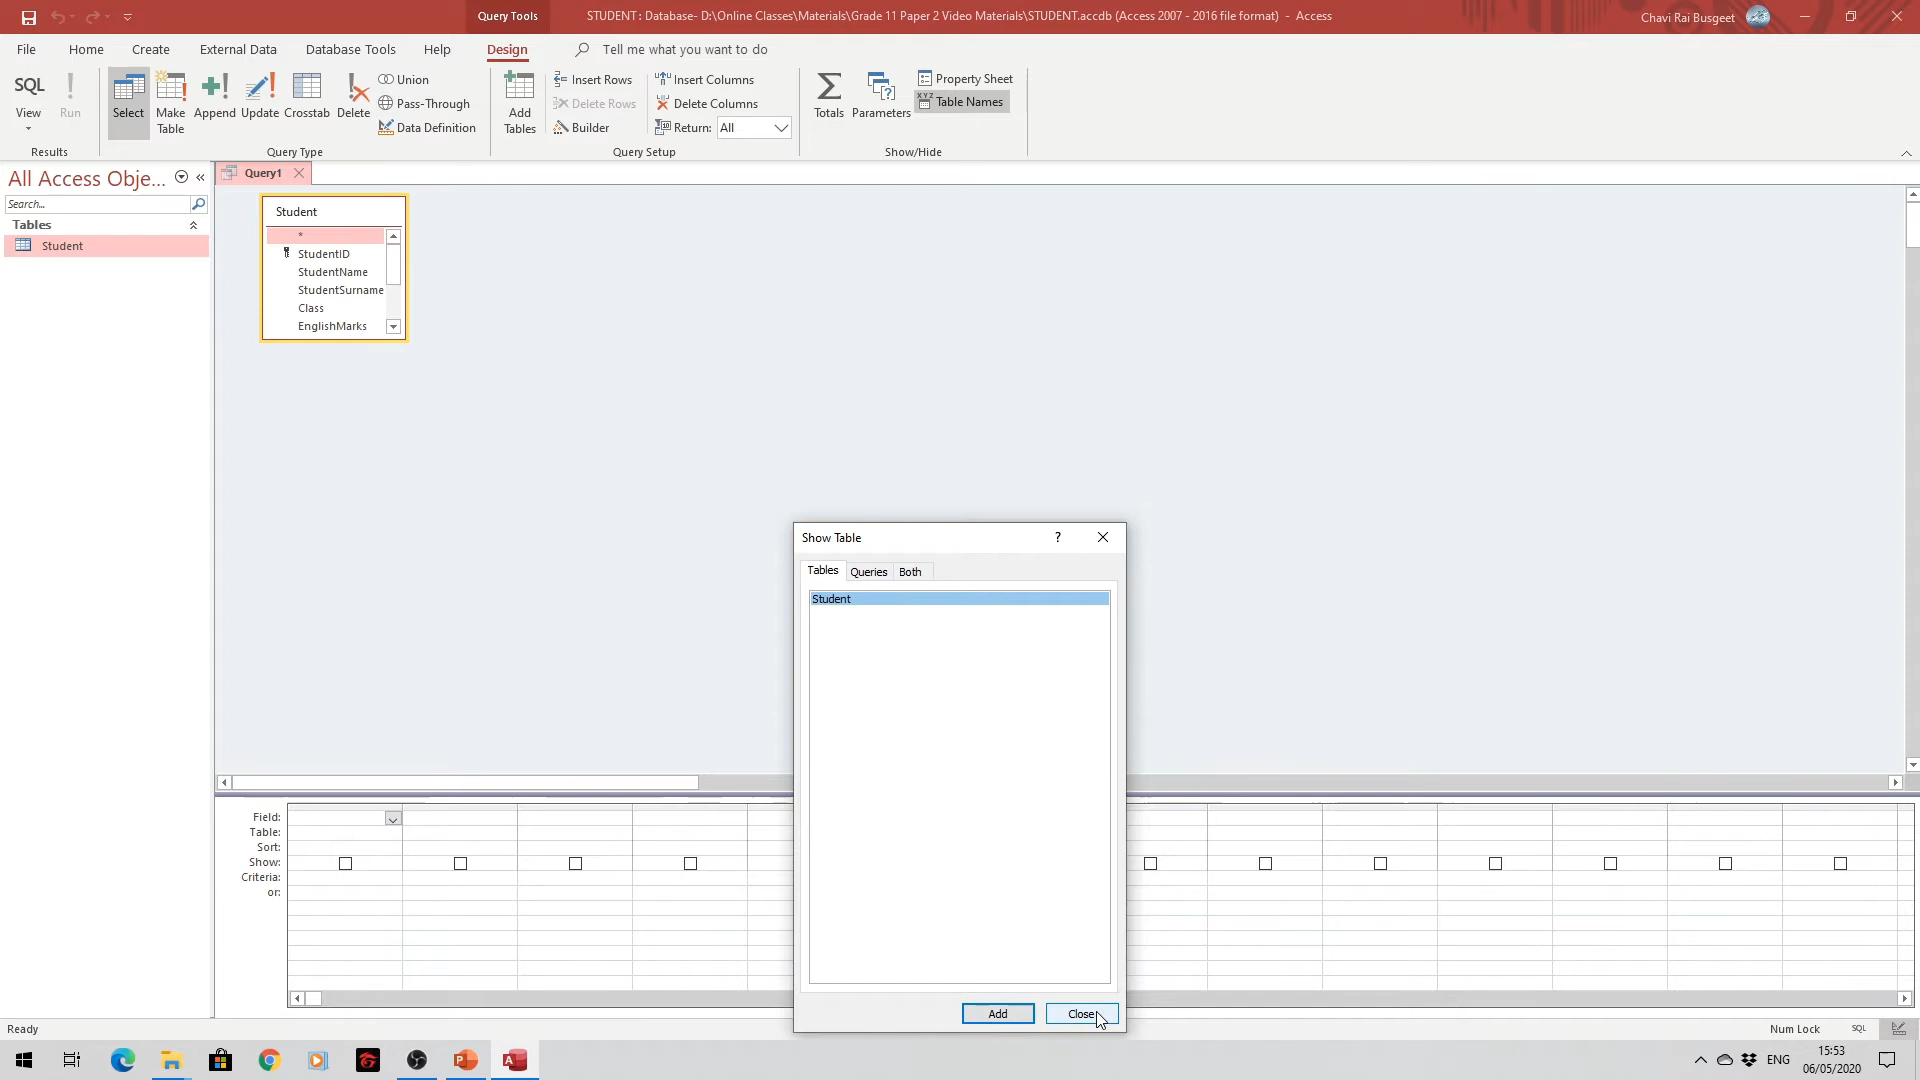 Query Tools
STUDENT : Database- D:\Online Classes\Materials\Grade 11 Paper 2 Video Materials\STUDENT.accdb (Access 2007 - 2016 file format) - Access
Chavi Rai Busgeet
File Home Create External Data Database Tools Help Design Tell me what you want to do
SQL
View
Run
Results
Select
Make
Table
Append
Update
Crosstab
Delete
Union
Pass-Through
Data Definition
Query Type
Add
Tables
Insert Rows
Delete Rows
Builder
Insert Columns
Delete Columns
Return: All
Query Setup
Totals
Parameters
Property Sheet
XYZ
Table Names
Show/Hide
All Access Obje...
Search...
Tables
Student
Query1
Student
*
StudentID
StudentName
StudentSurname
Class
EnglishMarks
Show Table
?
Tables Queries Both
Student
Add Close
Field:
Table:
Sort:
Show:
Criteria:
or:
Ready
Num Lock
SQL
ENG
15:53
06/05/2020